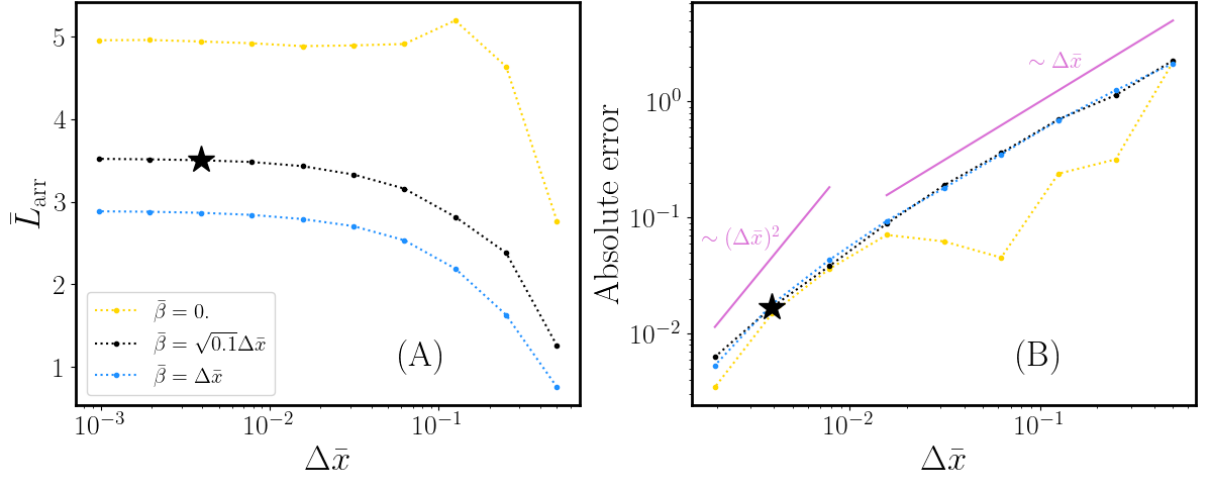 5
4
3
2
1
L̄_arr
β̄ = 0.
β̄ = √0.1Δx̄
β̄ = Δx̄
(A)
10⁻³
10⁻²
10⁻¹
Δx̄
10⁰
10⁻¹
10⁻²
Absolute error
∼ Δx̄
∼ (Δx̄)²
(B)
10⁻²
10⁻¹
Δx̄